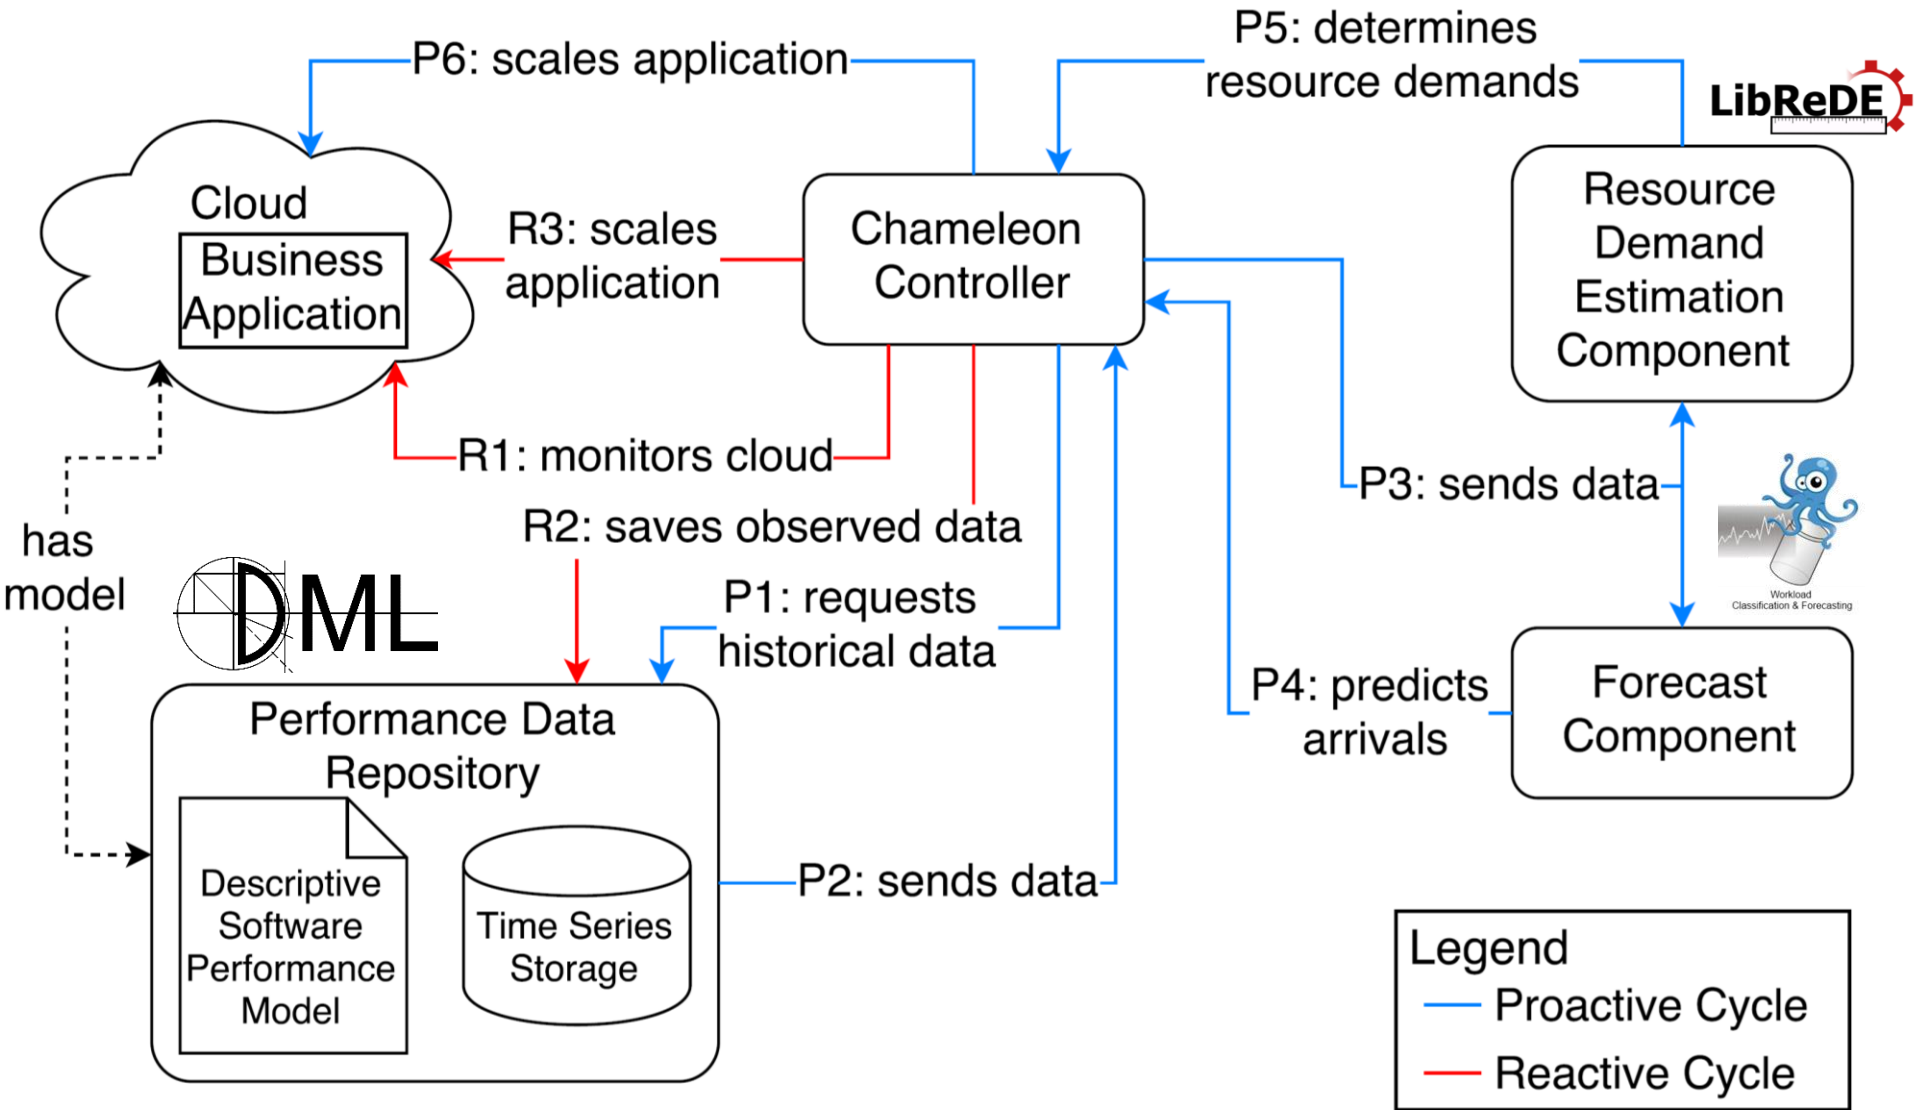 P6: scales application
P5: determines
resource demands
LibReDE
Cloud
Business
Application
R3: scales
application
Chameleon
Controller
Resource
Demand
Estimation
Component
R1: monitors cloud
P3: sends data
R2: saves observed data
has
model
DML
P1: requests
historical data
Workload
Classification & Forecasting
P4: predicts
arrivals
Forecast
Component
Performance Data
Repository
Descriptive
Software
Performance
Model
Time Series
Storage
P2: sends data
Legend
Proactive Cycle
Reactive Cycle